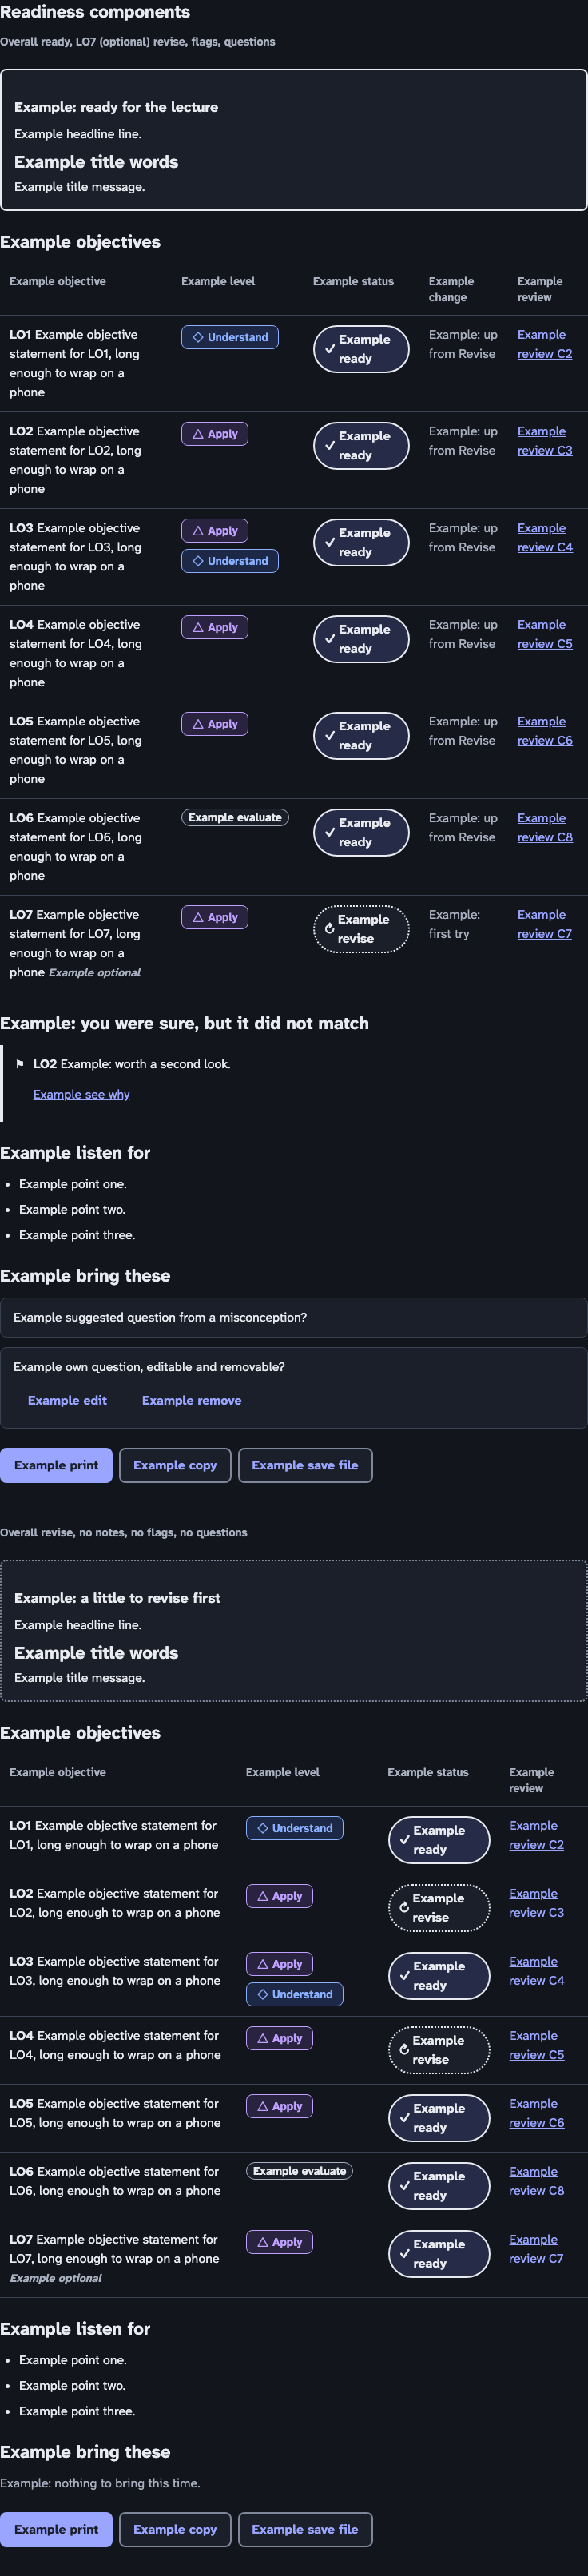 Readiness components
Overall ready, LO7 (optional) revise, flags, questions
Example: ready for the lecture
Example headline line.
Example title words
Example title message.
Example objectives
Example objective Example level Example status Example change Example review
LO1 Example objective statement for LO1, long enough to wrap on a phone
Understand
Example ready
Example: up from Revise
Example review C2
LO2 Example objective statement for LO2, long enough to wrap on a phone
Apply
Example ready
Example: up from Revise
Example review C3
LO3 Example objective statement for LO3, long enough to wrap on a phone
Apply
Understand
Example ready
Example: up from Revise
Example review C4
LO4 Example objective statement for LO4, long enough to wrap on a phone
Apply
Example ready
Example: up from Revise
Example review C5
LO5 Example objective statement for LO5, long enough to wrap on a phone
Apply
Example ready
Example: up from Revise
Example review C6
LO6 Example objective statement for LO6, long enough to wrap on a phone
Example evaluate
Example ready
Example: up from Revise
Example review C8
LO7 Example objective statement for LO7, long enough to wrap on a phone Example optional
Apply
Example revise
Example: first try
Example review C7
Example: you were sure, but it did not match
LO2 Example: worth a second look.
Example see why
Example listen for
Example point one.
Example point two.
Example point three.
Example bring these
Example suggested question from a misconception?
Example own question, editable and removable?
Example edit Example remove
Example print Example copy Example save file
Overall revise, no notes, no flags, no questions
Example: a little to revise first
Example headline line.
Example title words
Example title message.
Example objectives
Example objective Example level Example status Example review
LO1 Example objective statement for LO1, long enough to wrap on a phone
Understand
Example ready
Example review C2
LO2 Example objective statement for LO2, long enough to wrap on a phone
Apply
Example revise
Example review C3
LO3 Example objective statement for LO3, long enough to wrap on a phone
Apply
Understand
Example ready
Example review C4
LO4 Example objective statement for LO4, long enough to wrap on a phone
Apply
Example revise
Example review C5
LO5 Example objective statement for LO5, long enough to wrap on a phone
Apply
Example ready
Example review C6
LO6 Example objective statement for LO6, long enough to wrap on a phone
Example evaluate
Example ready
Example review C8
LO7 Example objective statement for LO7, long enough to wrap on a phone
Example optional
Apply
Example ready
Example review C7
Example listen for
Example point one.
Example point two.
Example point three.
Example bring these
Example: nothing to bring this time.
Example print Example copy Example save file